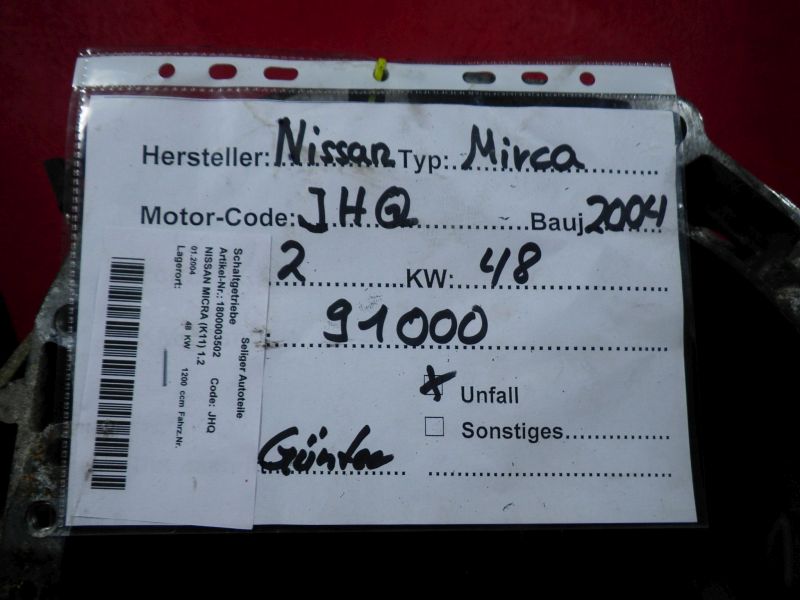 Hersteller: Nissan Typ: Mirca
Motor-Code: JHQ Bauj 2004
2 KW: 48
91000
Unfall
Sonstiges
Günter
Schaltgetriebe Seliger Autoteile
Artikel-Nr.: 1800003502
NISSAN MICRA (K11) 1.2 Code: JHQ
01.2004 48 KW 1200 ccm Fahrz.Nr.
Lagerort: